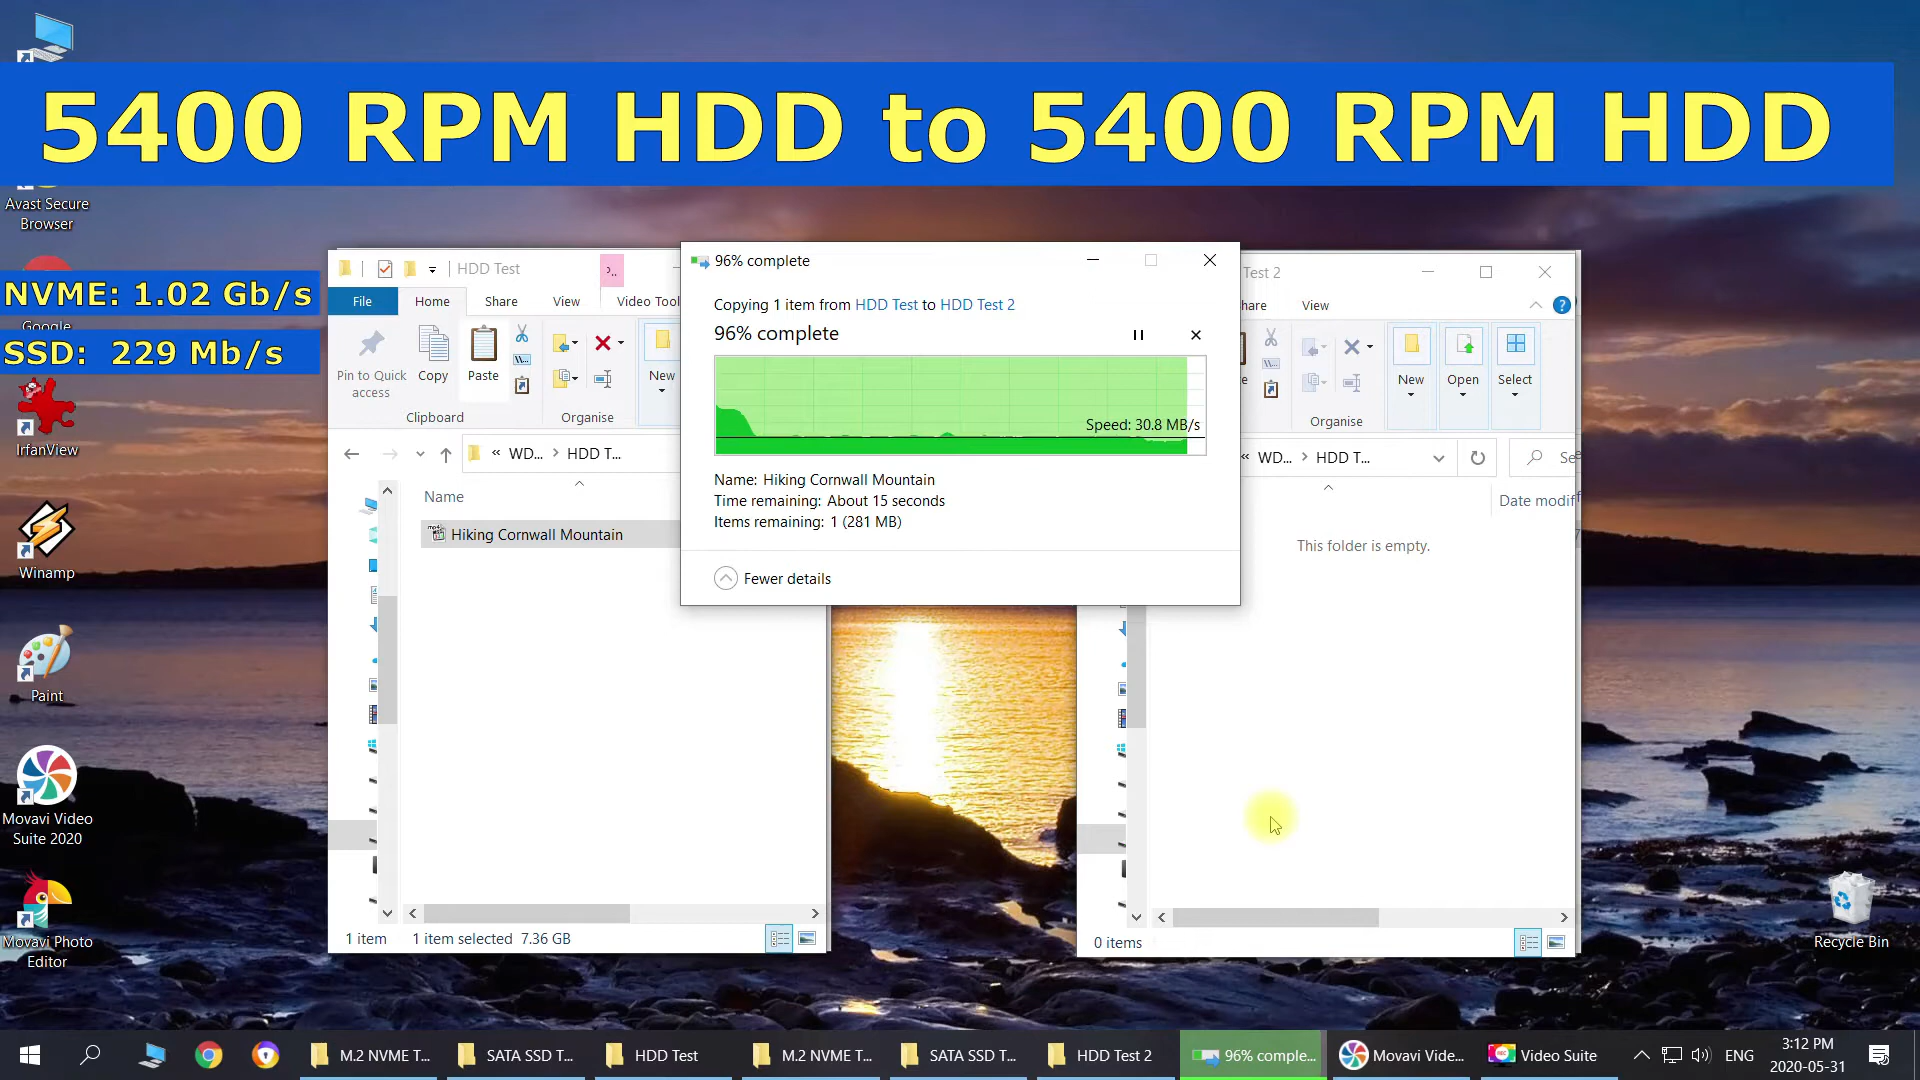 5400 RPM HDD to 5400 RPM HDD
Avast Secure
Browser
NVME: 1.02 Gb/s
Google
SSD: 229 Mb/s
IrfanView
Winamp
Paint
Movavi Video
Suite 2020
Movavi Photo
Editor
Recycle Bin
HDD Test
File
Home
Share
View
Video Tool
Pin to Quick
access
Copy
Paste
New
Clipboard
Organise
« WD... > HDD T...
Name
Hiking Cornwall Mountain
1 item
1 item selected 7.36 GB
96% complete
Copying 1 item from HDD Test to HDD Test 2
96% complete
Speed: 30.8 MB/s
Name: Hiking Cornwall Mountain
Time remaining: About 15 seconds
Items remaining: 1 (281 MB)
Fewer details
Test 2
hare
View
New
Open
Select
Organise
« WD... > HDD T...
Se
Date modif
This folder is empty.
0 items
M.2 NVME T...
SATA SSD T...
HDD Test
M.2 NVME T...
SATA SSD T...
HDD Test 2
96% comple...
Movavi Vide...
Video Suite
ENG
3:12 PM
2020-05-31